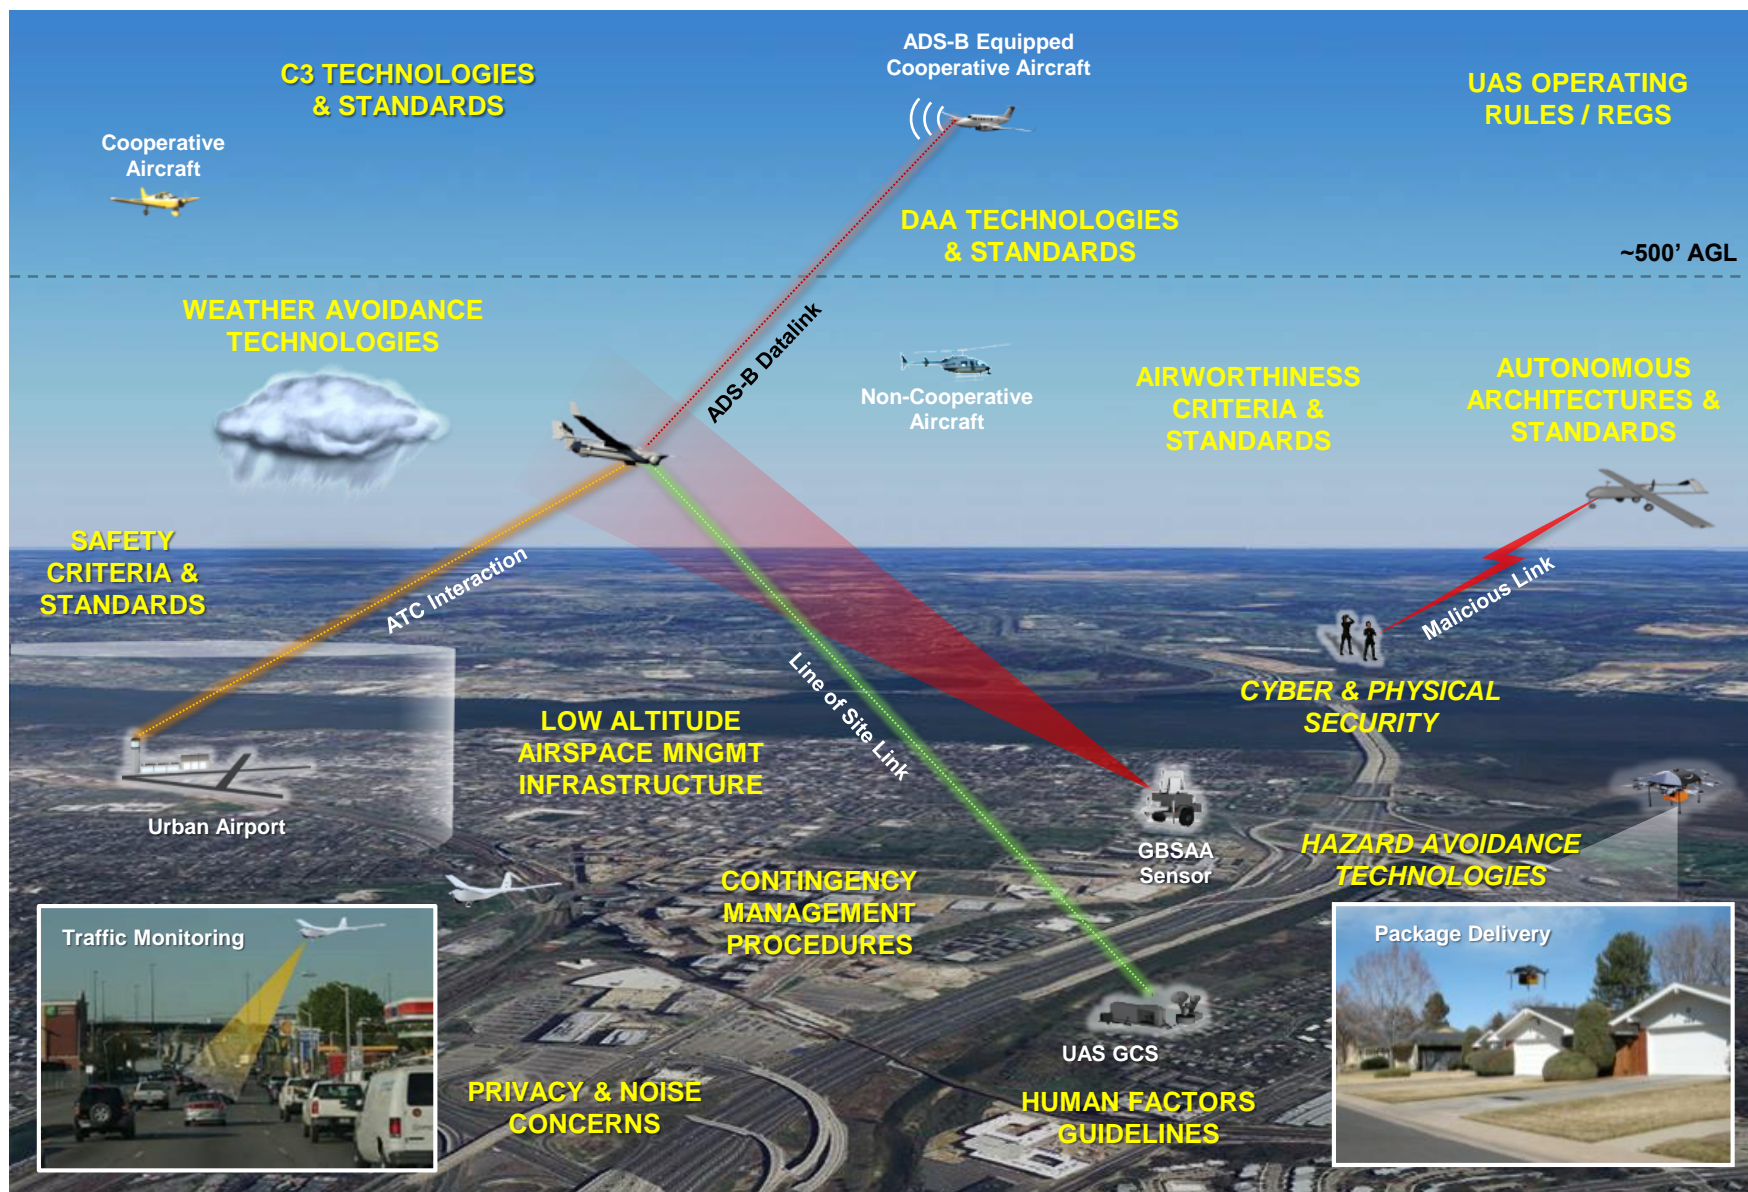 C3 TECHNOLOGIES
& STANDARDS
ADS-B Equipped
Cooperative Aircraft
UAS OPERATING
RULES / REGS
Cooperative
Aircraft
DAA TECHNOLOGIES
& STANDARDS
~500' AGL
WEATHER AVOIDANCE
TECHNOLOGIES
ADS-B Datalink
Non-Cooperative
Aircraft
AIRWORTHINESS
CRITERIA &
STANDARDS
AUTONOMOUS
ARCHITECTURES &
STANDARDS
SAFETY
CRITERIA &
STANDARDS
ATC Interaction
Malicious Link
Line of Site Link
CYBER & PHYSICAL
SECURITY
LOW ALTITUDE
AIRSPACE MNGMT
INFRASTRUCTURE
Urban Airport
GBSAA
Sensor
HAZARD AVOIDANCE
TECHNOLOGIES
CONTINGENCY
MANAGEMENT
PROCEDURES
Traffic Monitoring
Package Delivery
UAS GCS
PRIVACY & NOISE
CONCERNS
HUMAN FACTORS
GUIDELINES